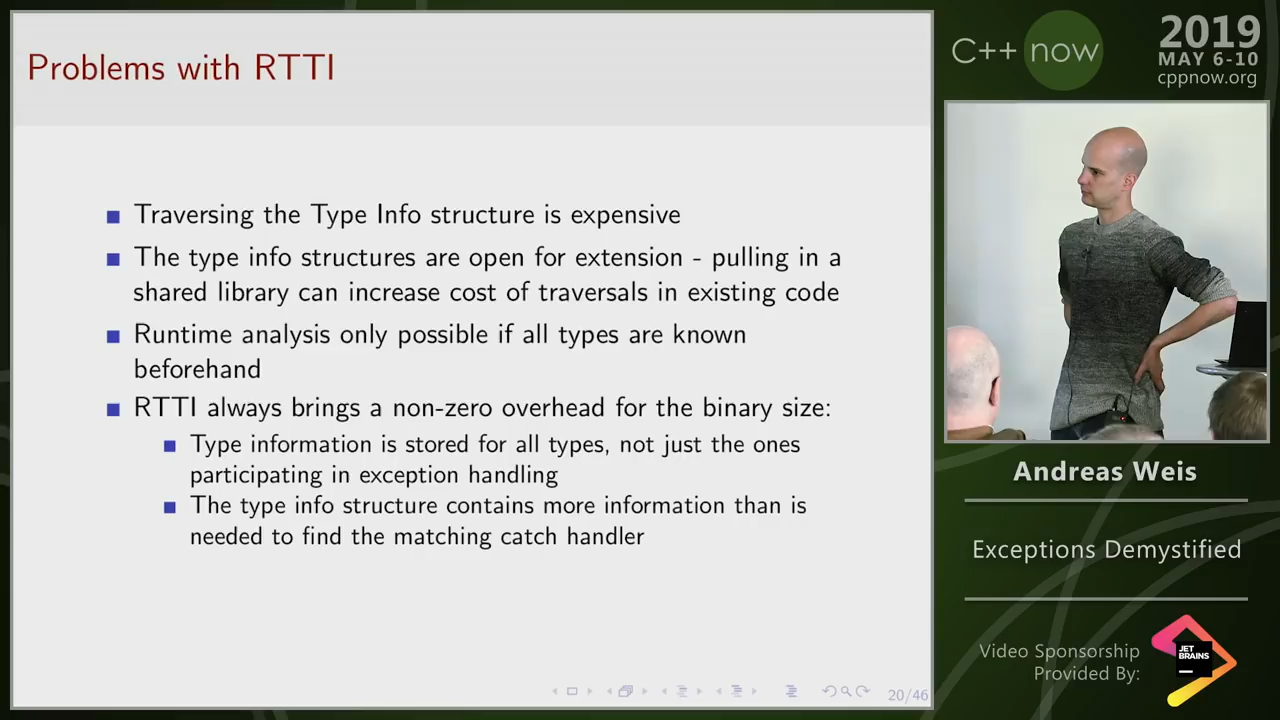 Problems with RTTI
Traversing the Type Info structure is expensive
The type info structures are open for extension - pulling in a
shared library can increase cost of traversals in existing code
Runtime analysis only possible if all types are known
beforehand
RTTI always brings a non-zero overhead for the binary size:
Type information is stored for all types, not just the ones
participating in exception handling
The type info structure contains more information than is
needed to find the matching catch handler
20/46
C++ now
2019
MAY 6-10
cppnow.org
Andreas Weis
Exceptions Demystified
Video Sponsorship
Provided By:
JET
BRAINS